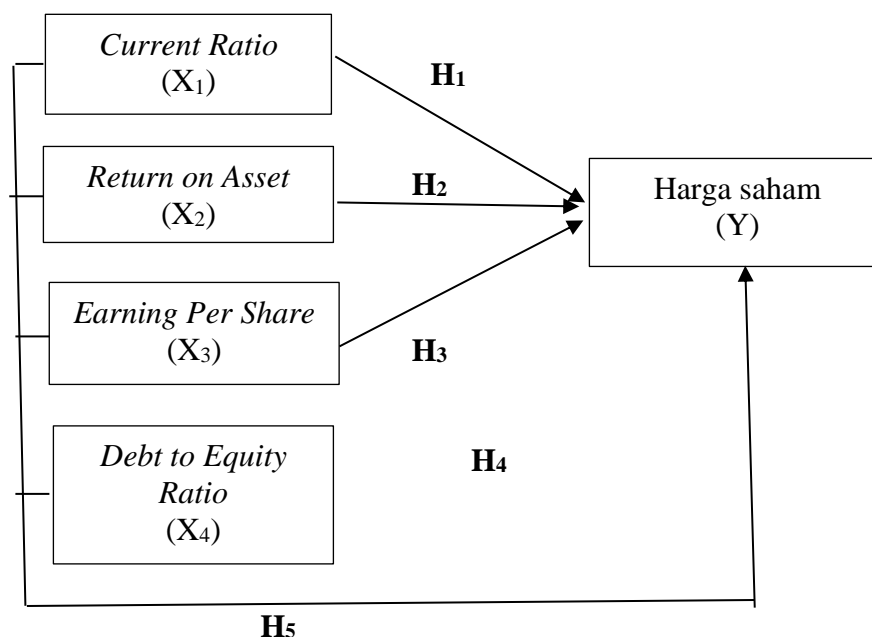 Current Ratio
(X₁)
H₁
Return on Asset
(X₂)
H₂
Harga saham
(Y)
Earning Per Share
(X₃)
H₃
Debt to Equity
Ratio
(X₄)
H₄
H₅